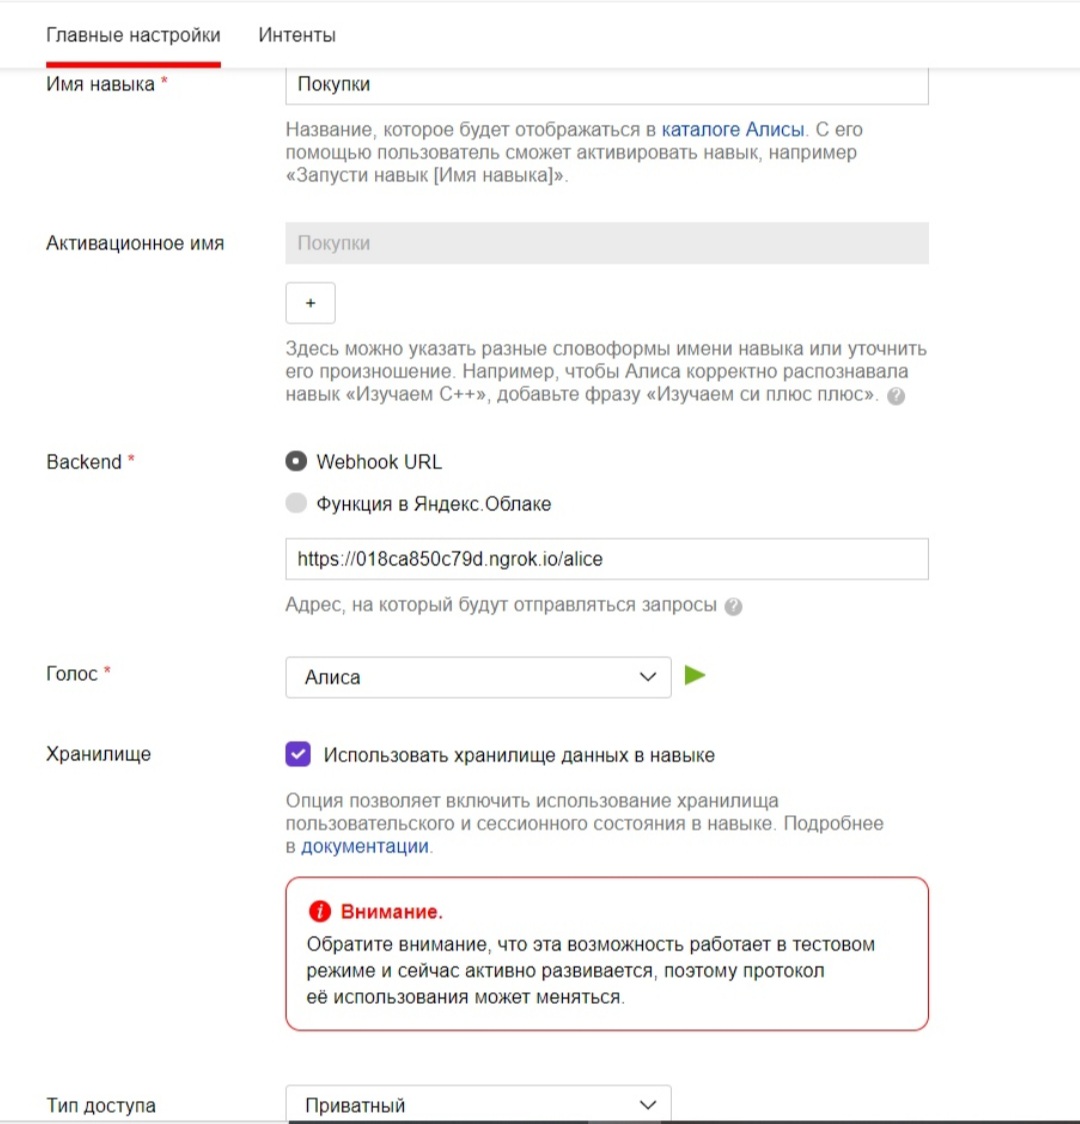 Главные настройки Интенты
Имя навыка * Покупки
Название, которое будет отображаться в каталоге Алисы. С его
помощью пользователь сможет активировать навык, например
«Запусти навык [Имя навыка]».
Активационное имя Покупки
+
Здесь можно указать разные словоформы имени навыка или уточнить
его произношение. Например, чтобы Алиса корректно распознавала
навык «Изучаем C++», добавьте фразу «Изучаем си плюс плюс». ?
Backend * Webhook URL
Функция в Яндекс.Облаке
https://018ca850c79d.ngrok.io/alice
Адрес, на который будут отправляться запросы ?
Голос * Алиса
Хранилище Использовать хранилище данных в навыке
Опция позволяет включить использование хранилища
пользовательского и сессионного состояния в навыке. Подробнее
в документации.
i Внимание.
Обратите внимание, что эта возможность работает в тестовом
режиме и сейчас активно развивается, поэтому протокол
её использования может меняться.
Тип доступа Приватный